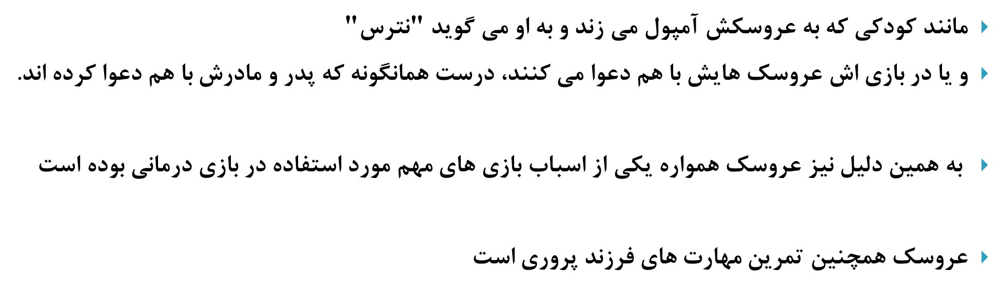 مانند کودکی که به عروسکش آمپول می زند و به او می گوید "نترس"
و یا در بازی اش عروسک هایش با هم دعوا می کنند، درست همانگونه که پدر و مادرش با هم دعوا کرده اند.
به همین دلیل نیز عروسک همواره یکی از اسباب بازی های مهم مورد استفاده در بازی درمانی بوده است
عروسک همچنین تمرین مهارت های فرزند پروری است